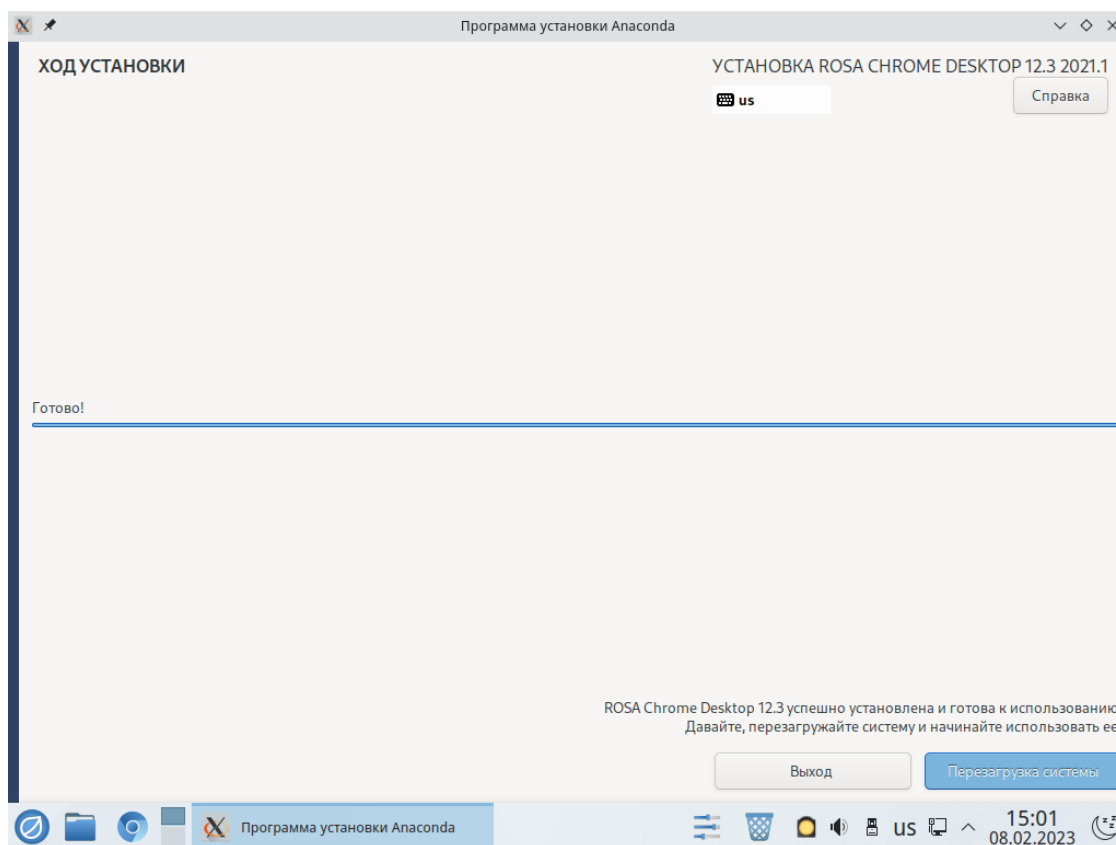 Программа установки Anaconda
ХОД УСТАНОВКИ
УСТАНОВКА ROSA CHROME DESKTOP 12.3 2021.1
us
Справка
Готово!
ROSA Chrome Desktop 12.3 успешно установлена и готова к использованию
Давайте, перезагружайте систему и начинайте использовать ее
Выход
Перезагрузка системы
Программа установки Anaconda
us
15:01
08.02.2023